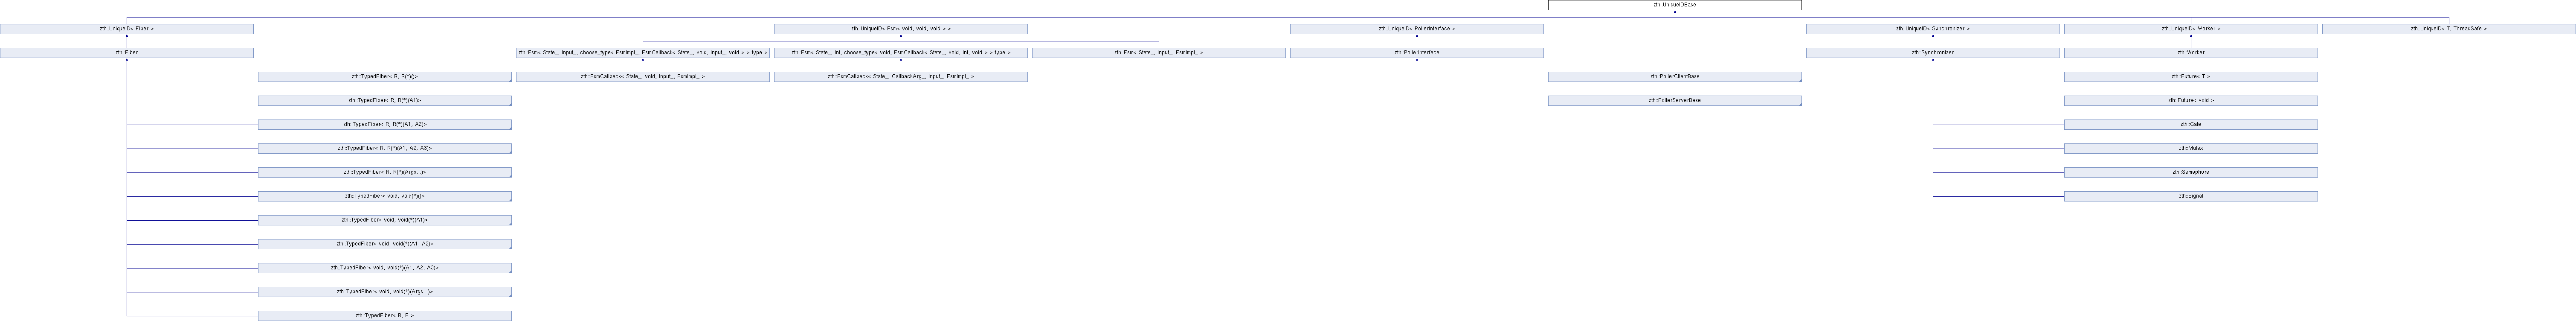 zth::UniqueIDBase
zth::UniqueID< Fiber >
zth::UniqueID< Fsm< void, void, void > >
zth::UniqueID< PollerInterface >
zth::UniqueID< Synchronizer >
zth::UniqueID< Worker >
zth::UniqueID< T, ThreadSafe >
zth::Fiber
zth::Fsm< State_, Input_, choose_type< FsmImpl_, FsmCallback< State_, void, Input_, void > >::type >
zth::Fsm< State_, int, choose_type< void, FsmCallback< State_, void, int, void > >::type >
zth::Fsm< State_, Input_, FsmImpl_ >
zth::PollerInterface
zth::Synchronizer
zth::Worker
zth::TypedFiber< R, R(*)()>
zth::FsmCallback< State_, void, Input_, FsmImpl_ >
zth::FsmCallback< State_, CallbackArg_, Input_, FsmImpl_ >
zth::PollerClientBase
zth::Future< T >
zth::TypedFiber< R, R(*)(A1)>
zth::PollerServerBase
zth::Future< void >
zth::TypedFiber< R, R(*)(A1, A2)>
zth::Gate
zth::TypedFiber< R, R(*)(A1, A2, A3)>
zth::Mutex
zth::TypedFiber< R, R(*)(Args...)>
zth::Semaphore
zth::TypedFiber< void, void(*)()>
zth::Signal
zth::TypedFiber< void, void(*)(A1)>
zth::TypedFiber< void, void(*)(A1, A2)>
zth::TypedFiber< void, void(*)(A1, A2, A3)>
zth::TypedFiber< void, void(*)(Args...)>
zth::TypedFiber< R, F >